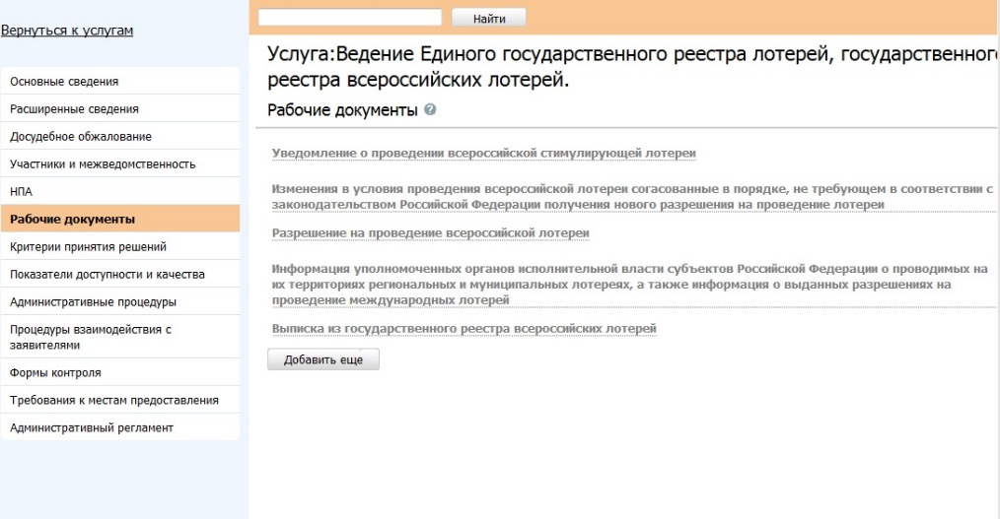 Найти
Вернуться к услугам
Основные сведения
Расширенные сведения
Досудебное обжалование
Участники и межведомственность
НПА
Рабочие документы
Критерии принятия решений
Показатели доступности и качества
Административные процедуры
Процедуры взаимодействия с
заявителями
Формы контроля
Требования к местам предоставления
Административный регламент
Услуга:Ведение Единого государственного реестра лотерей, государственног
реестра всероссийских лотерей.
Рабочие документы ?
Уведомление о проведении всероссийской стимулирующей лотереи
Изменения в условия проведения всероссийской лотереи согасованные в порядке, не требующем в соответствии с
законодательством Российской Федерации получения нового разрешения на проведение лотереи
Разрешение на проведение всероссийской лотереи
Информация уполномоченных органов исполнительной власти субъектов Российской Федерации о проводимых на
их территориях региональных и муниципальных лотереях, а также информация о выданных разрешениях на
проведение международных лотерей
Выписка из государственного реестра всероссийских лотерей
Добавить еще